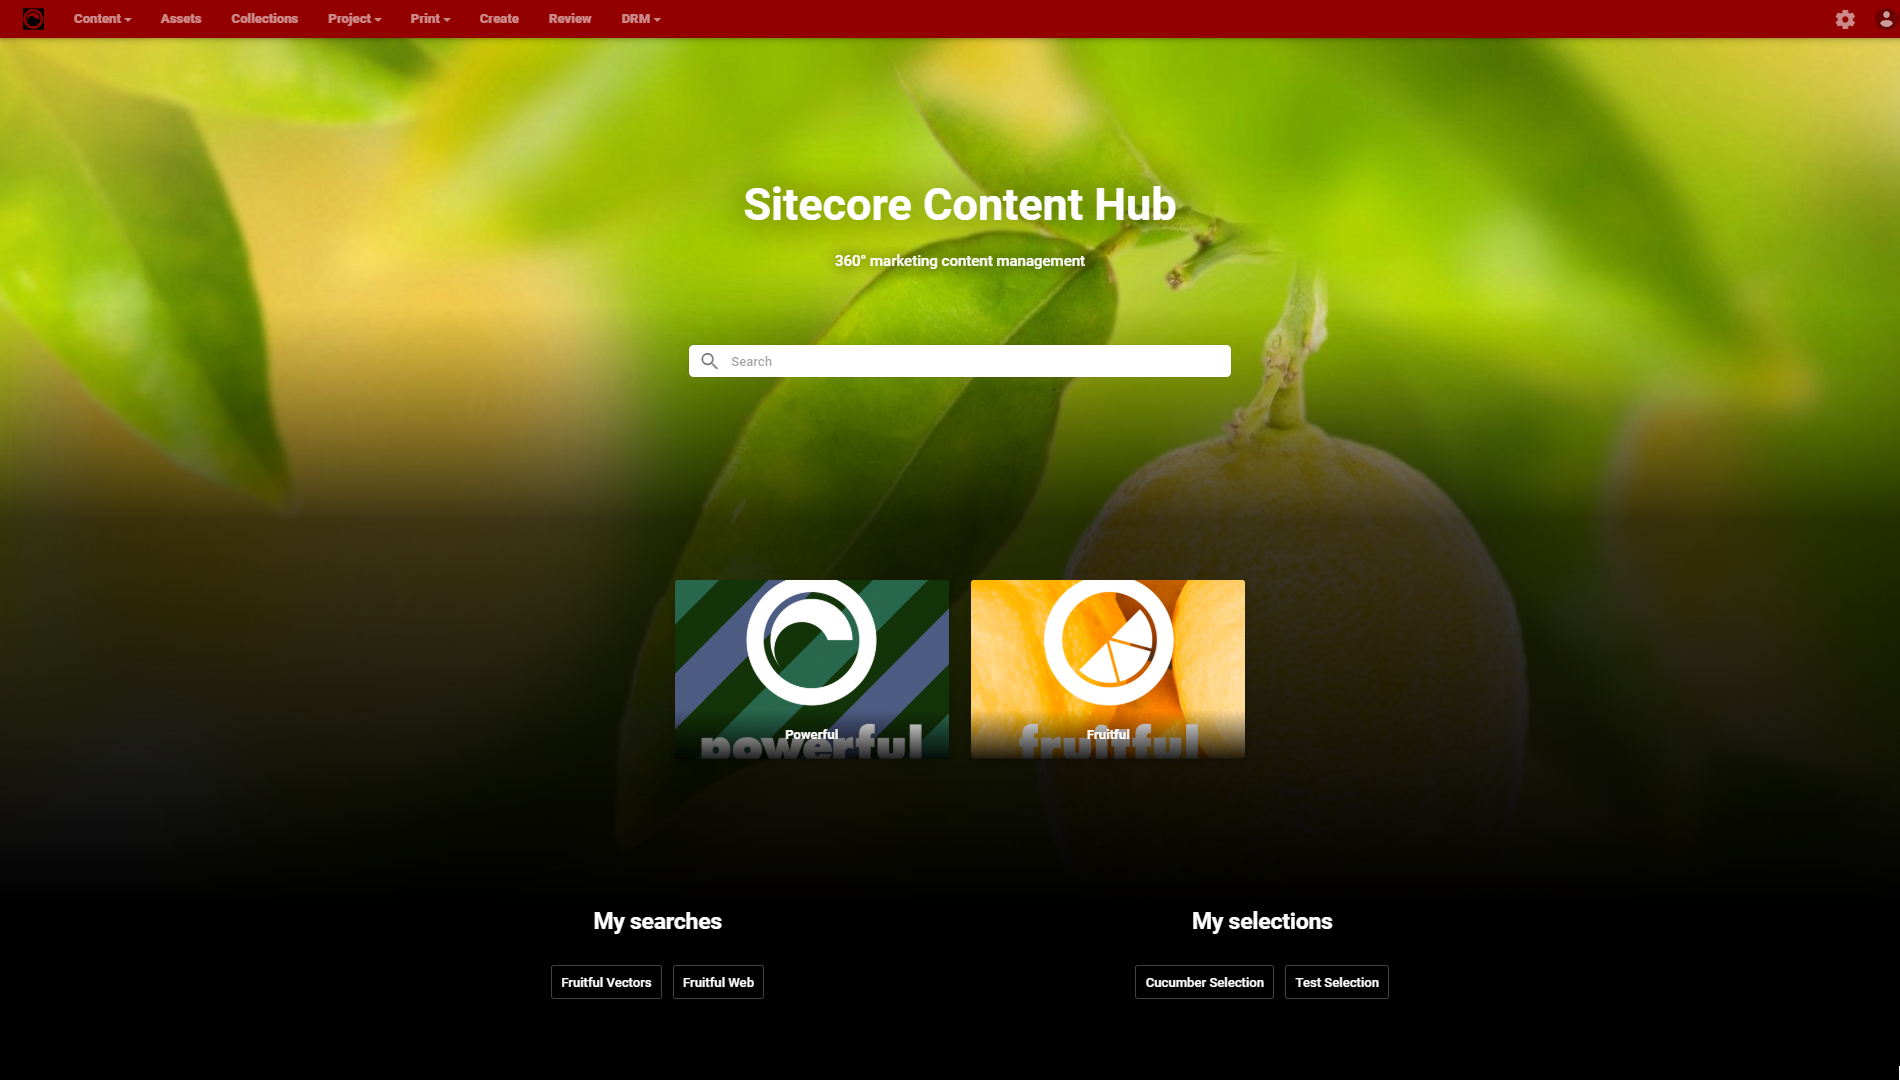 Content Assets Collections Project Print Create Review DRM
Sitecore Content Hub
360° marketing content management
Search
powerful
Powerful
fruitful
Fruitful
My searches
Fruitful Vectors Fruitful Web
My selections
Cucumber Selection Test Selection